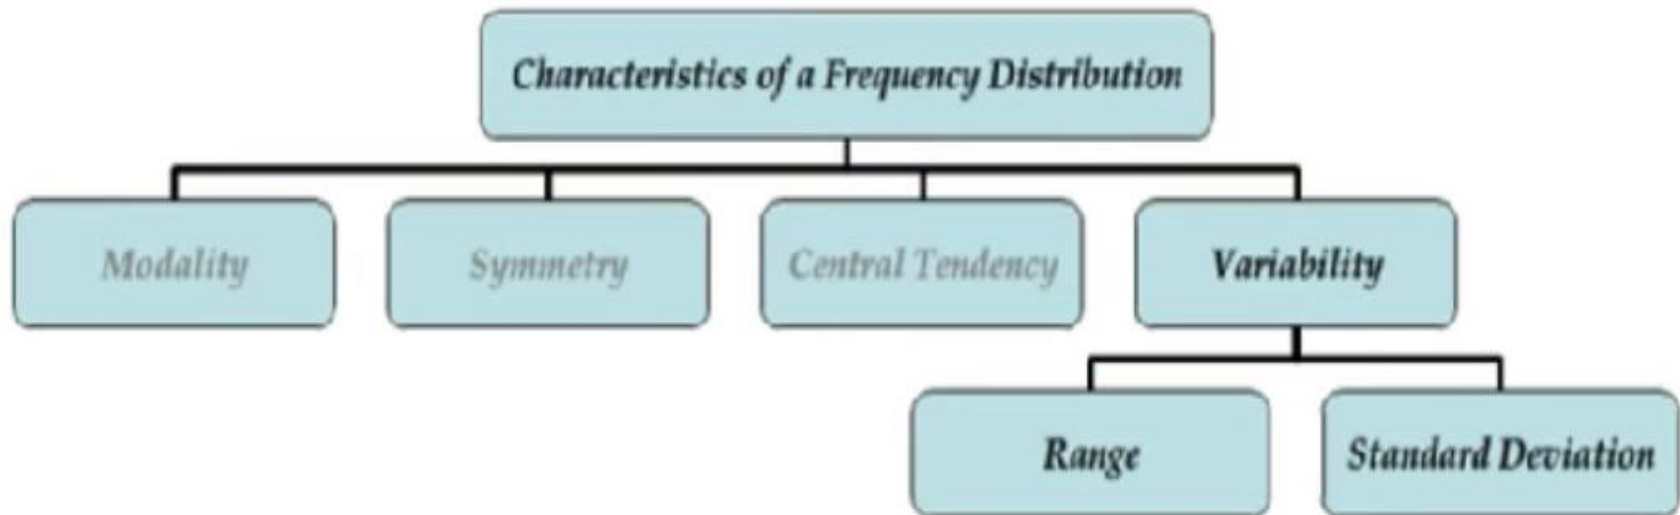 Characteristics of a Frequency Distribution
Modality
Symmetry
Central Tendency
Variability
Range
Standard Deviation